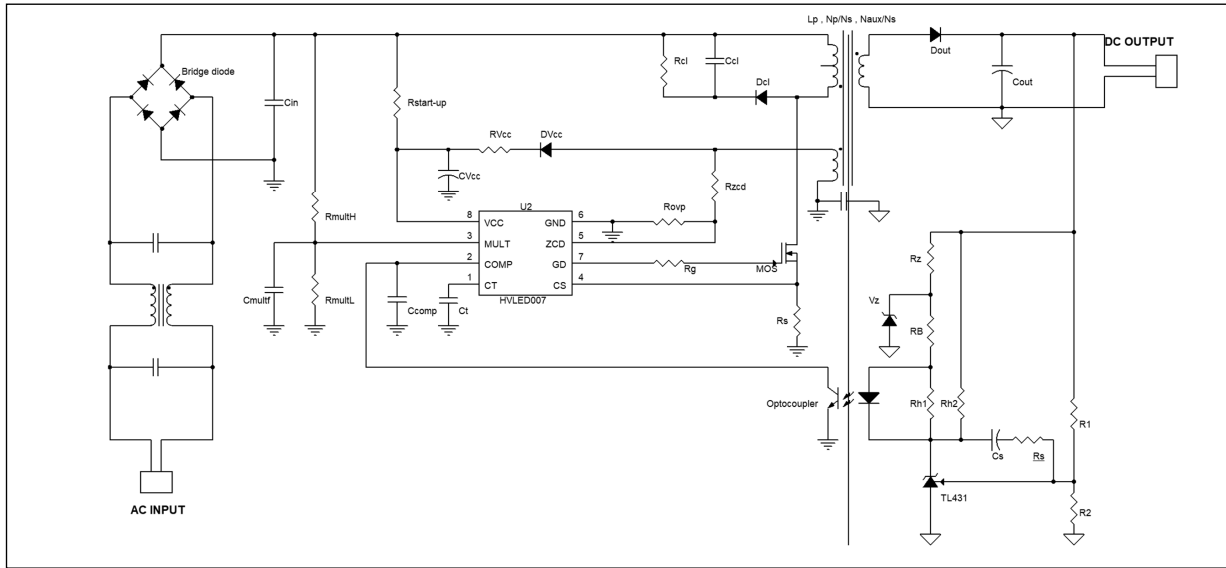 Lp , Np/Ns , Naux/Ns
DC OUTPUT
Dout
Bridge diode
Rcl
Ccl
Cin
Cout
Dcl
Rstart-up
RVcc
DVcc
CVcc
Rzcd
U2
Rovp
RmultH
8
VCC
GND
6
3
MULT
ZCD
5
2
COMP
GD
7
1
CT
CS
4
HVLED007
Rg
MOS
Rz
Cmultf
RmultL
Ccomp
Ct
Vz
Rs
RB
Optocoupler
Rh1
Rh2
R1
Cs
Rs
TL431
R2
AC INPUT